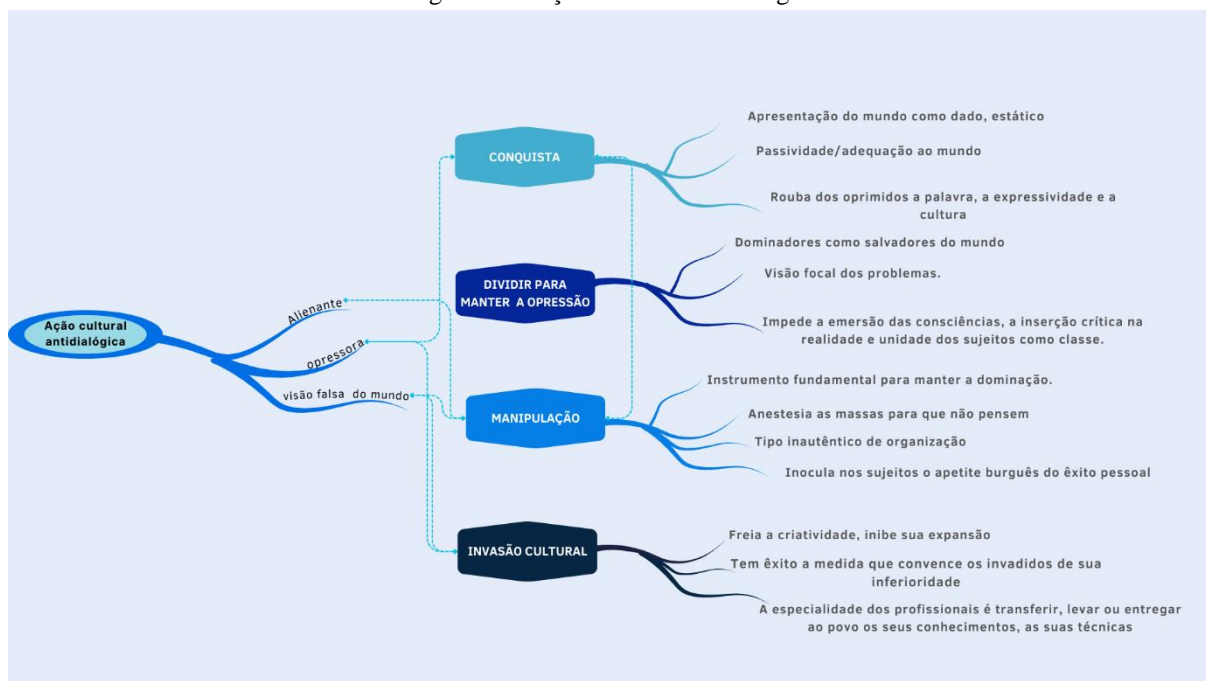 Ação cultural
antidialógica
Alienante
opressora
visão falsa do mundo
CONQUISTA
Apresentação do mundo como dado, estático
Passividade/adequação ao mundo
Rouba dos oprimidos a palavra, a expressividade e a
cultura
DIVIDIR PARA
MANTER A OPRESSÃO
Dominadores como salvadores do mundo
Visão focal dos problemas.
Impede a emersão das consciências, a inserção crítica na
realidade e unidade dos sujeitos como classe.
MANIPULAÇÃO
Instrumento fundamental para manter a dominação.
Anestesia as massas para que não pensem
Tipo inautêntico de organização
Inocula nos sujeitos o apetite burguês do êxito pessoal
INVASÃO CULTURAL
Freia a criatividade, inibe sua expansão
Tem êxito a medida que convence os invadidos de sua
inferioridade
A especialidade dos profissionais é transferir, levar ou entregar
ao povo os seus conhecimentos, as suas técnicas